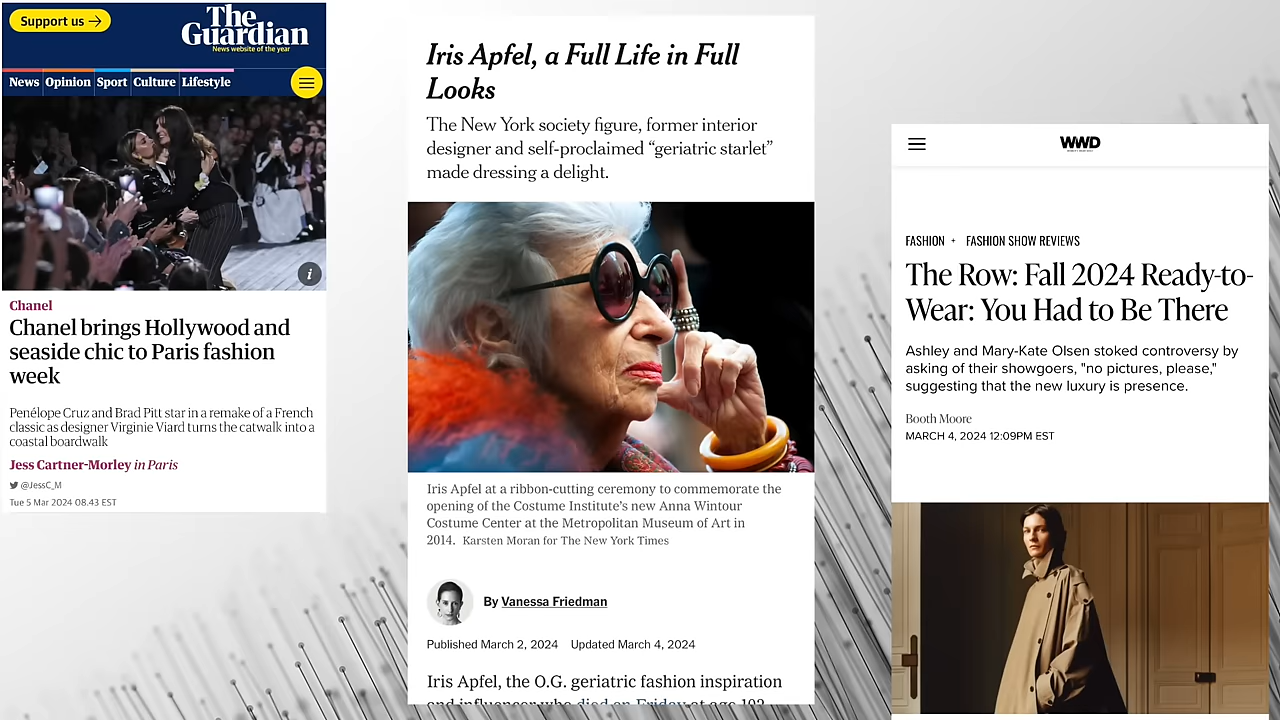 Support us →
The
Guardian
News website of the year
News Opinion Sport Culture Lifestyle
i
Chanel
Chanel brings Hollywood and
seaside chic to Paris fashion
week
Penélope Cruz and Brad Pitt star in a remake of a French
classic as designer Virginie Viard turns the catwalk into a
coastal boardwalk
Jess Cartner-Morley in Paris
@JessC_M
Tue 5 Mar 2024 08.43 EST
Iris Apfel, a Full Life in Full
Looks
The New York society figure, former interior
designer and self-proclaimed “geriatric starlet”
made dressing a delight.
Iris Apfel at a ribbon-cutting ceremony to commemorate the
opening of the Costume Institute's new Anna Wintour
Costume Center at the Metropolitan Museum of Art in
2014. Karsten Moran for The New York Times
By Vanessa Friedman
Published March 2, 2024 Updated March 4, 2024
Iris Apfel, the O.G. geriatric fashion inspiration
and influencer who died on Friday at age 102
WWD
FASHION + FASHION SHOW REVIEWS
The Row: Fall 2024 Ready-to-
Wear: You Had to Be There
Ashley and Mary-Kate Olsen stoked controversy by
asking of their showgoers, "no pictures, please,"
suggesting that the new luxury is presence.
Booth Moore
MARCH 4, 2024 12:09PM EST